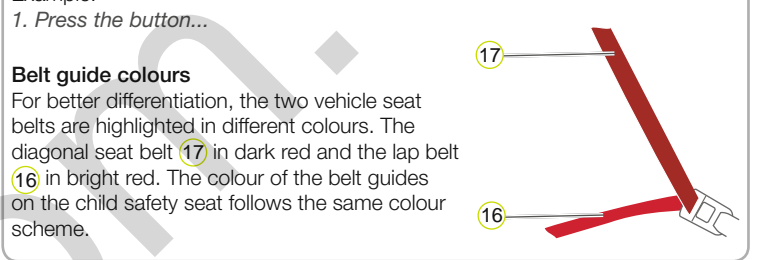 1. Press the button...
Belt guide colours
For better differentiation, the two vehicle seat
belts are highlighted in different colours. The
diagonal seat belt 17 in dark red and the lap belt
16 in bright red. The colour of the belt guides
on the child safety seat follows the same colour
scheme.
17
16